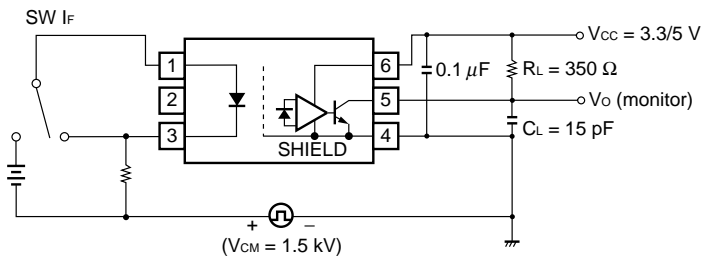 SW IF
VCC = 3.3/5 V
1
6
0.1 μF
RL = 350 Ω
2
5
VO (monitor)
3
4
CL = 15 pF
SHIELD
+
−
(VCM = 1.5 kV)